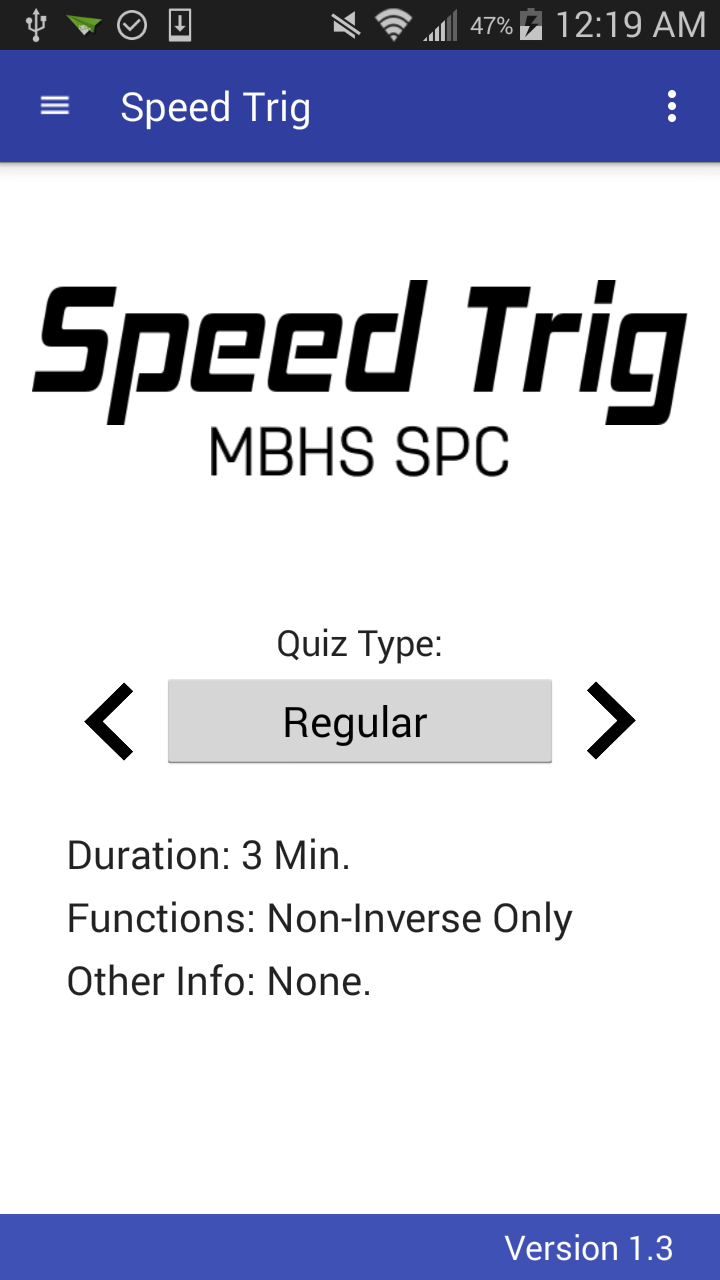 47% 12:19 AM
Speed Trig
Speed Trig
MBHS SPC
Quiz Type:
Regular
Duration: 3 Min.
Functions: Non-Inverse Only
Other Info: None.
Version 1.3